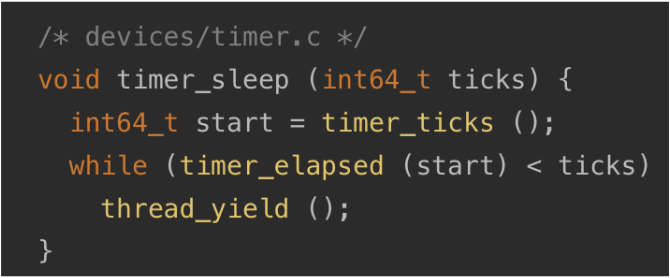 /* devices/timer.c */
void timer_sleep (int64_t ticks) {
  int64_t start = timer_ticks ();
  while (timer_elapsed (start) < ticks)
    thread_yield ();
}